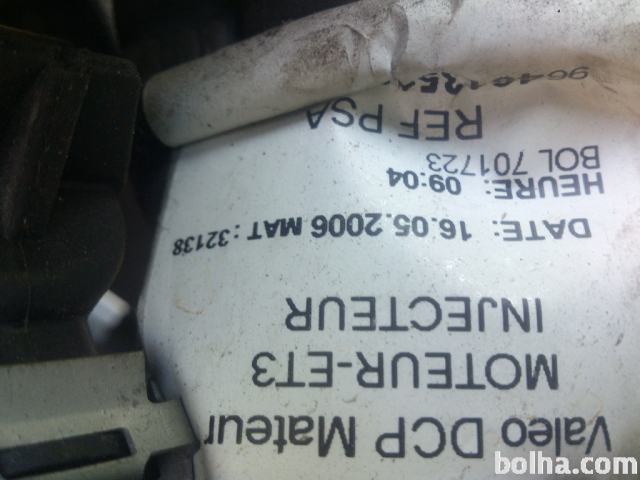 Valeo DCP Mateur
MOTEUR-ET3
INJECTEUR
DATE: 16.05.2006 MAT : 32138
HEURE: 09:04
BOL 701723
REF PSA
bolha.com